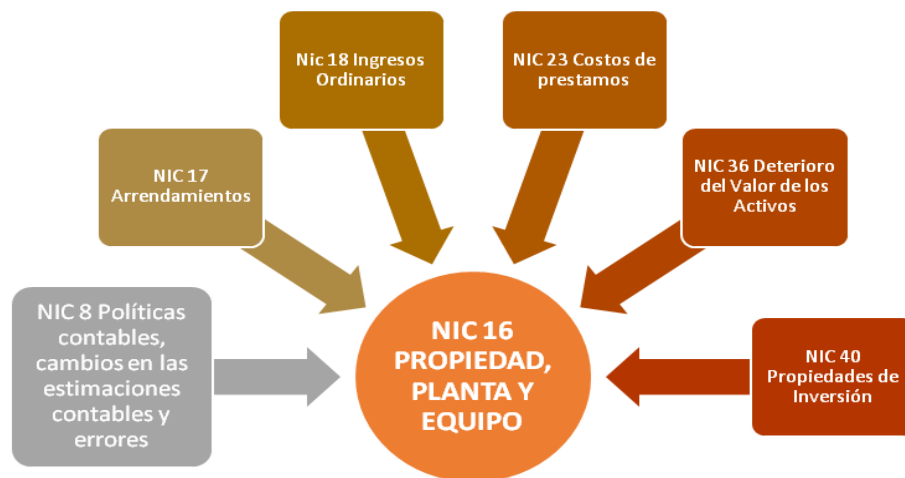 Nic 18 Ingresos
Ordinarios
NIC 23 Costos de
prestamos
NIC 17
Arrendamientos
NIC 36 Deterioro
del Valor de los
Activos
NIC 8 Políticas
contables,
cambios en las
estimaciones
contables y
errores
NIC 16
PROPIEDAD,
PLANTA Y
EQUIPO
NIC 40
Propiedades de
Inversión